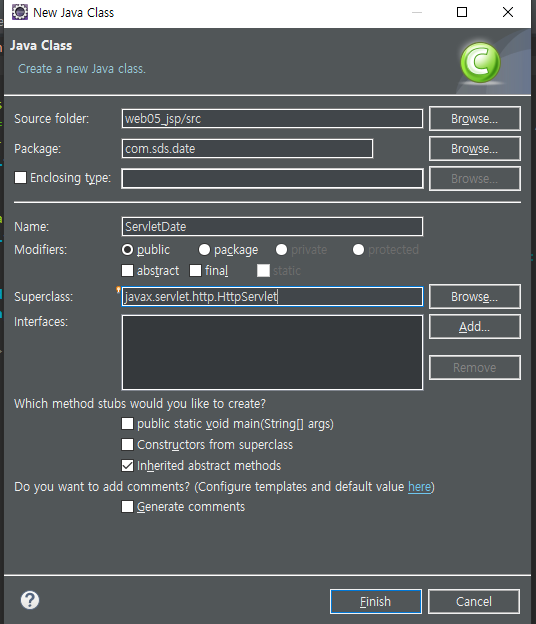 New Java Class
Java Class
Create a new Java class.
C
Source folder: web05_jsp/src Browse...
Package: com.sds.date Browse...
Enclosing type: Browse...
Name: ServletDate
Modifiers: public package private protected
abstract final static
Superclass: javax.servlet.http.HttpServlet Browse...
Interfaces: Add...
Remove
Which method stubs would you like to create?
public static void main(String[] args)
Constructors from superclass
Inherited abstract methods
Do you want to add comments? (Configure templates and default value here)
Generate comments
? Finish Cancel